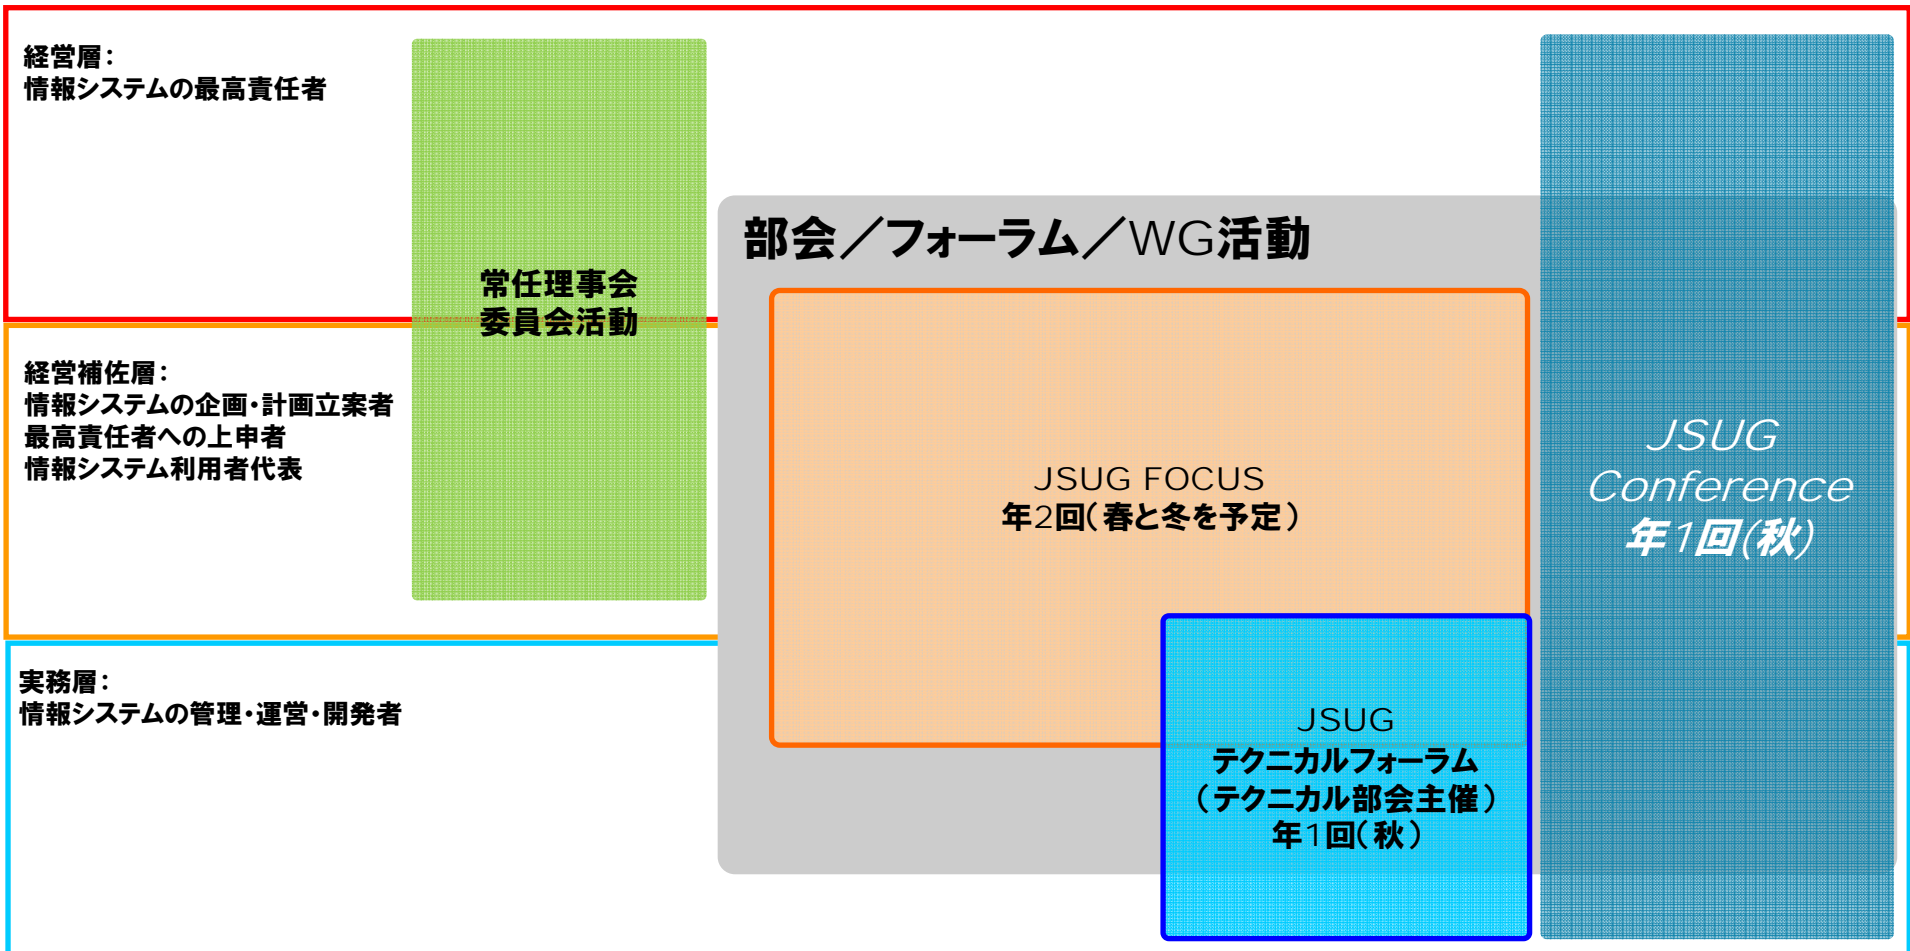 経営層：
情報システムの最高責任者
常任理事会
委員会活動
部会／フォーラム／WG活動
経営補佐層：
情報システムの企画・計画立案者
最高責任者への上申者
情報システム利用者代表
JSUG FOCUS
年2回（春と冬を予定）
JSUG
Conference
年1回(秋)
実務層：
情報システムの管理・運営・開発者
JSUG
テクニカルフォーラム
（テクニカル部会主催）
年1回（秋）